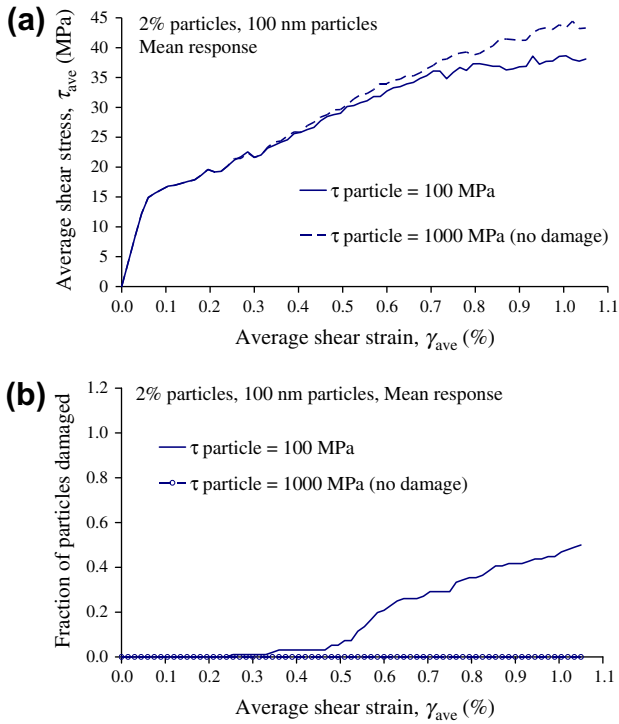 (a)
2% particles, 100 nm particles
Mean response
Average shear stress, τave (MPa)
45
40
35
30
25
20
15
10
5
0
τ particle = 100 MPa
τ particle = 1000 MPa (no damage)
0.0 0.1 0.2 0.3 0.4 0.5 0.6 0.7 0.8 0.9 1.0 1.1
Average shear strain, γave (%)
(b)
2% particles, 100 nm particles, Mean response
Fraction of particles damaged
1.2
1.0
0.8
0.6
0.4
0.2
0.0
τ particle = 100 MPa
τ particle = 1000 MPa (no damage)
0.0 0.1 0.2 0.3 0.4 0.5 0.6 0.7 0.8 0.9 1.0 1.1
Average shear strain, γave (%)